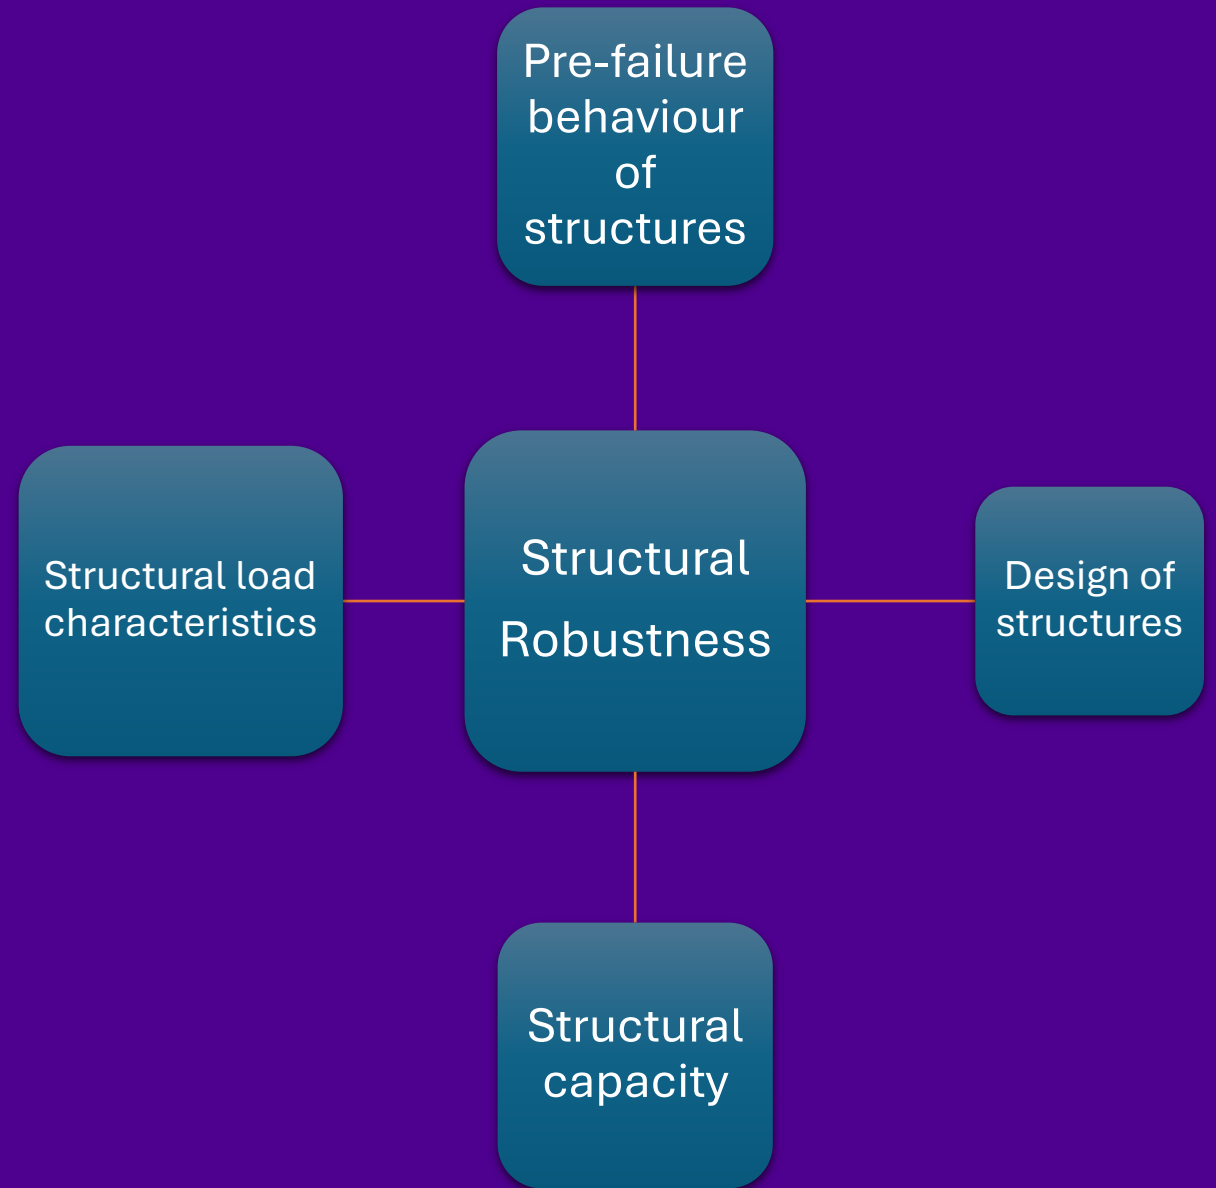 Pre-failure
behaviour
of
structures
Structural load
characteristics
Structural
Robustness
Design of
structures
Structural
capacity